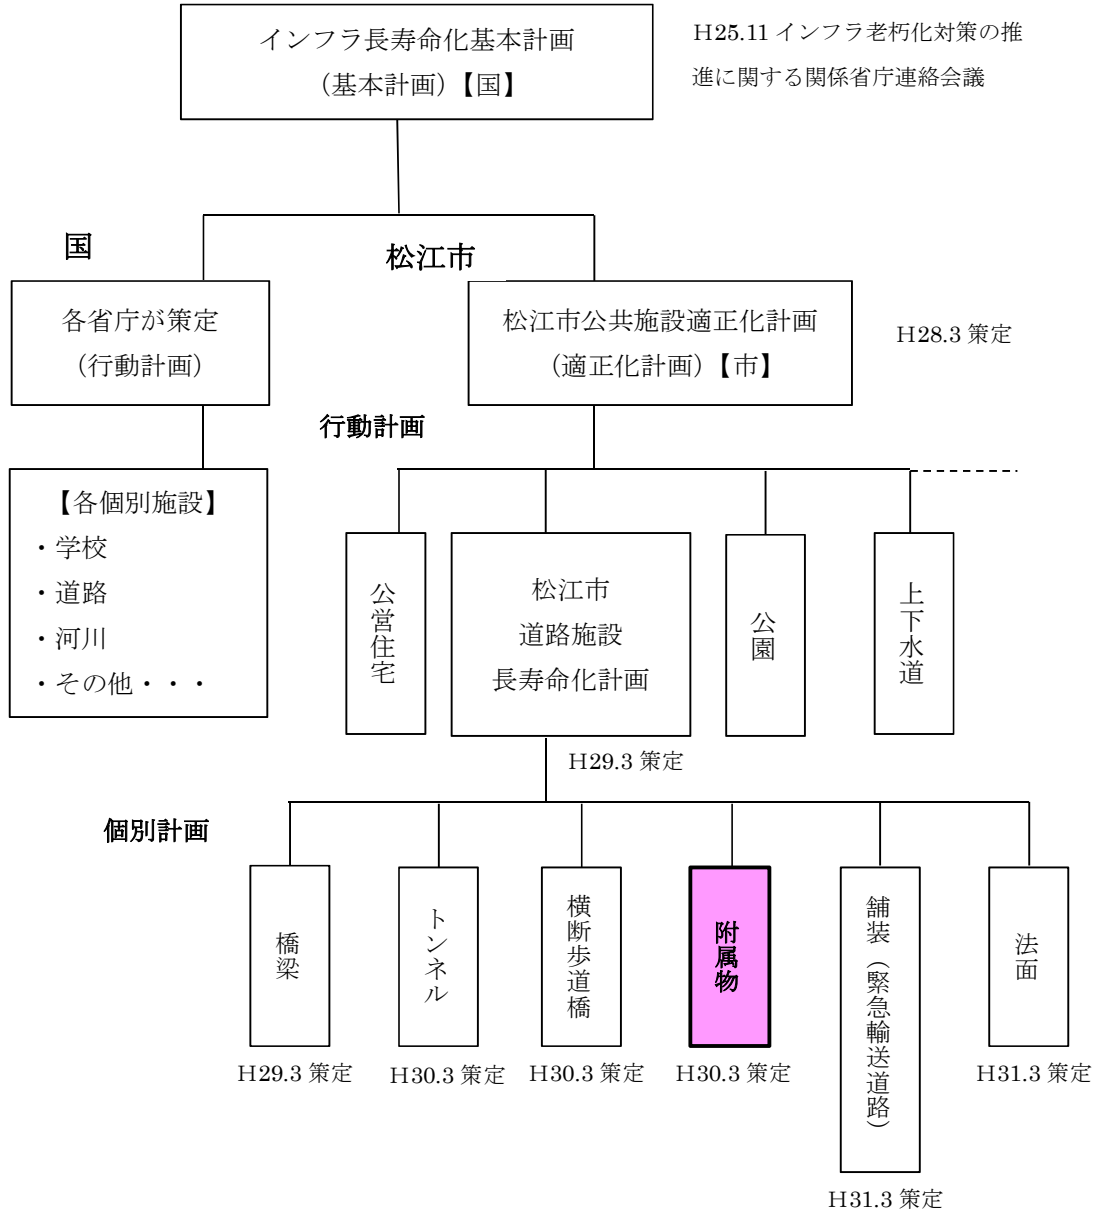 インフラ長寿命化基本計画
(基本計画)【国】
H25.11 インフラ老朽化対策の推
進に関する関係省庁連絡会議
国
松江市
各省庁が策定
(行動計画)
松江市公共施設適正化計画
(適正化計画)【市】
H28.3 策定
行動計画
【各個別施設】
・学校
・道路
・河川
・その他・・・
公営住宅
松江市
道路施設
長寿命化計画
公園
上下水道
H29.3 策定
個別計画
橋梁
トンネル
横断歩道橋
附属物
舗装(緊急輸送道路)
法面
H29.3 策定
H30.3 策定
H30.3 策定
H30.3 策定
H31.3 策定
H31.3 策定